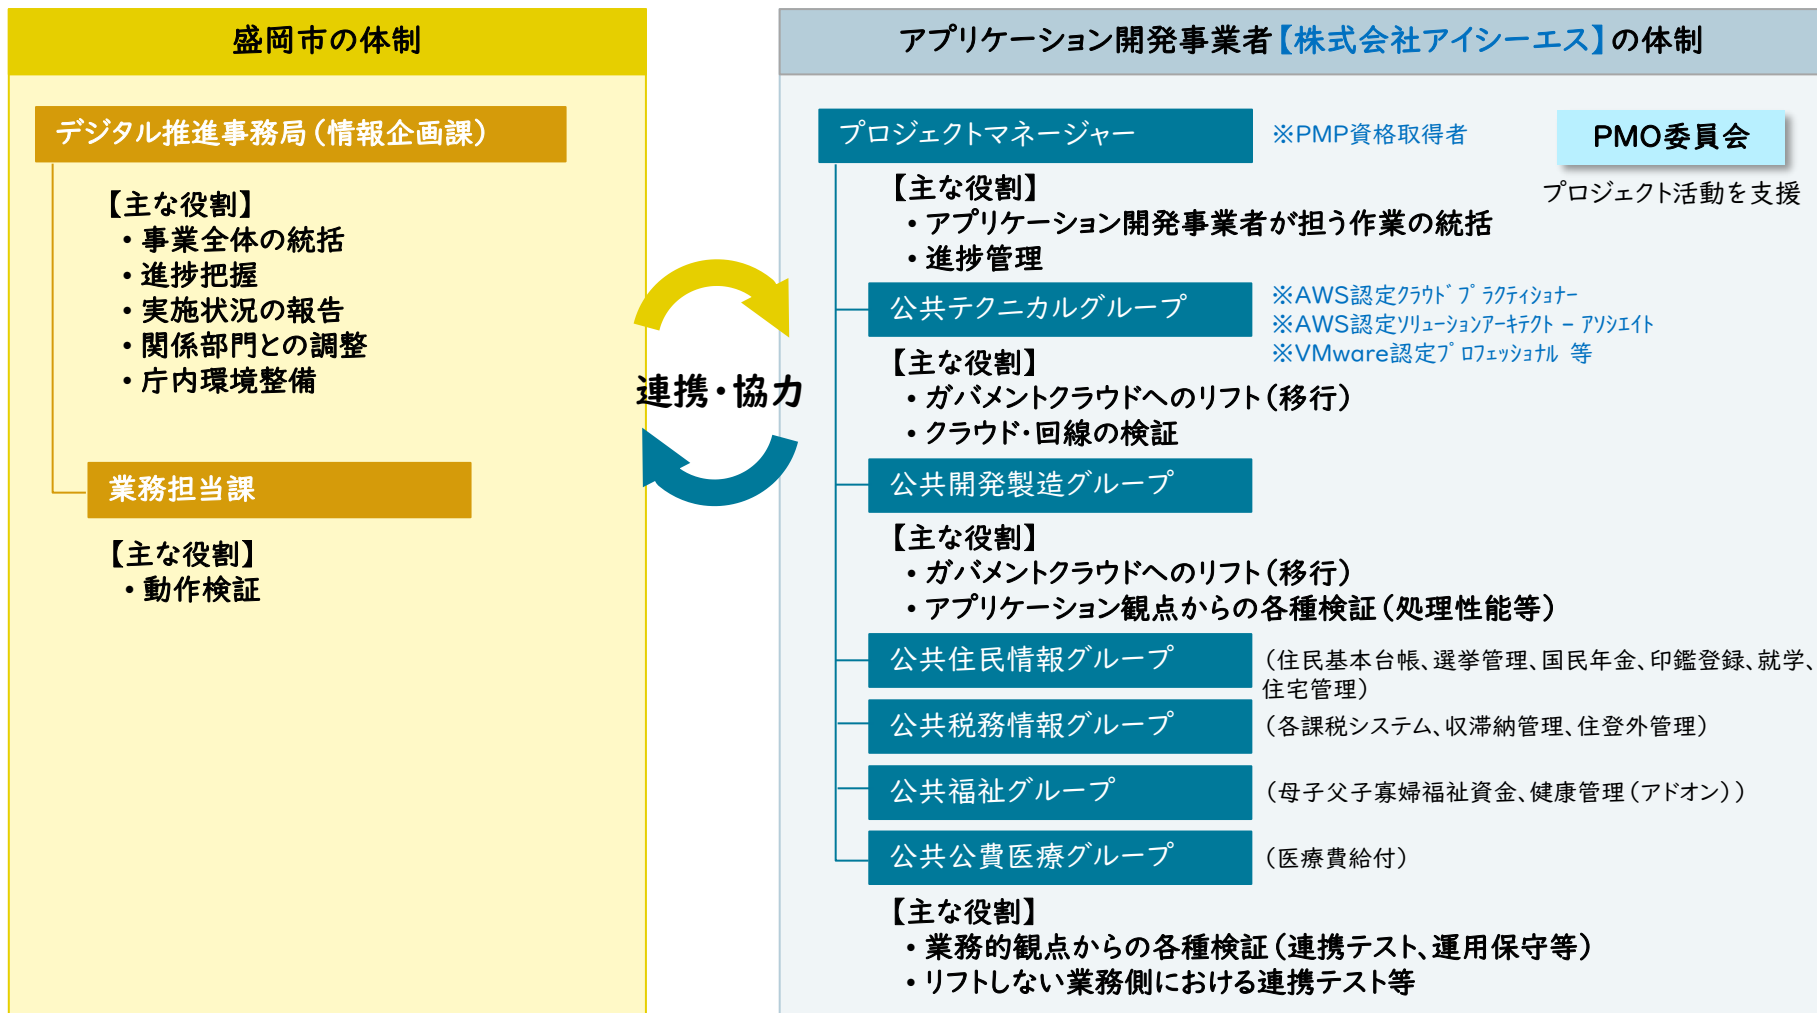 盛岡市の体制
デジタル推進事務局（情報企画課）
【主な役割】
・事業全体の統括
・進捗把握
・実施状況の報告
・関係部門との調整
・庁内環境整備
業務担当課
【主な役割】
・動作検証
連携・協力
アプリケーション開発事業者【株式会社アイシーエス】の体制
プロジェクトマネージャー
※PMP資格取得者
PMO委員会
プロジェクト活動を支援
【主な役割】
・アプリケーション開発事業者が担う作業の統括
・進捗管理
公共テクニカルグループ
※AWS認定ｸﾗｳﾄﾞﾌﾟﾗｸﾃｨｼｮﾅｰ
※AWS認定ｿﾘｭｰｼｮﾝｱｰｷﾃｸﾄ – ｱｿｼｴｲﾄ
※VMware認定ﾌﾟﾛﾌｪｯｼｮﾅﾙ 等
【主な役割】
・ガバメントクラウドへのリフト（移行）
・クラウド・回線の検証
公共開発製造グループ
【主な役割】
・ガバメントクラウドへのリフト（移行）
・アプリケーション観点からの各種検証（処理性能等）
公共住民情報グループ
（住民基本台帳、選挙管理、国民年金、印鑑登録、就学、
住宅管理）
公共税務情報グループ
（各課税システム、収滞納管理、住登外管理）
公共福祉グループ
（母子父子寡婦福祉資金、健康管理（アドオン））
公共公費医療グループ
（医療費給付）
【主な役割】
・業務的観点からの各種検証（連携テスト、運用保守等）
・リフトしない業務側における連携テスト等